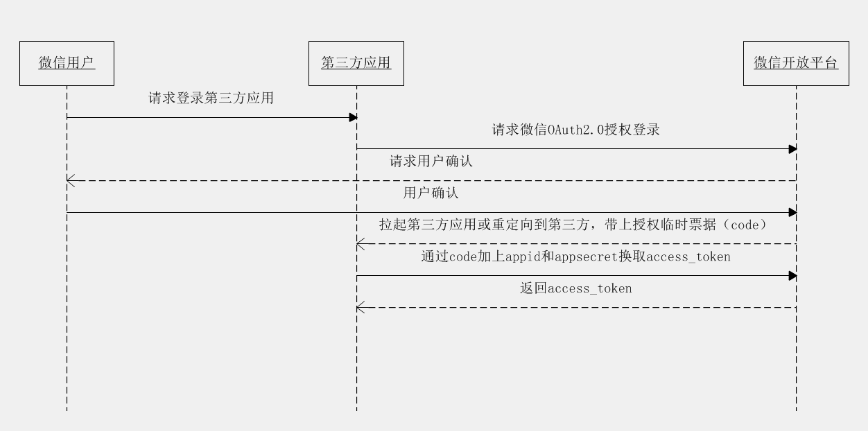 微信用户
第三方应用
微信开放平台
请求登录第三方应用
请求微信OAuth2.0授权登录
请求用户确认
用户确认
拉起第三方应用或重定向到第三方，带上授权临时票据（code）
通过code加上appid和appsecret换取access_token
返回access_token